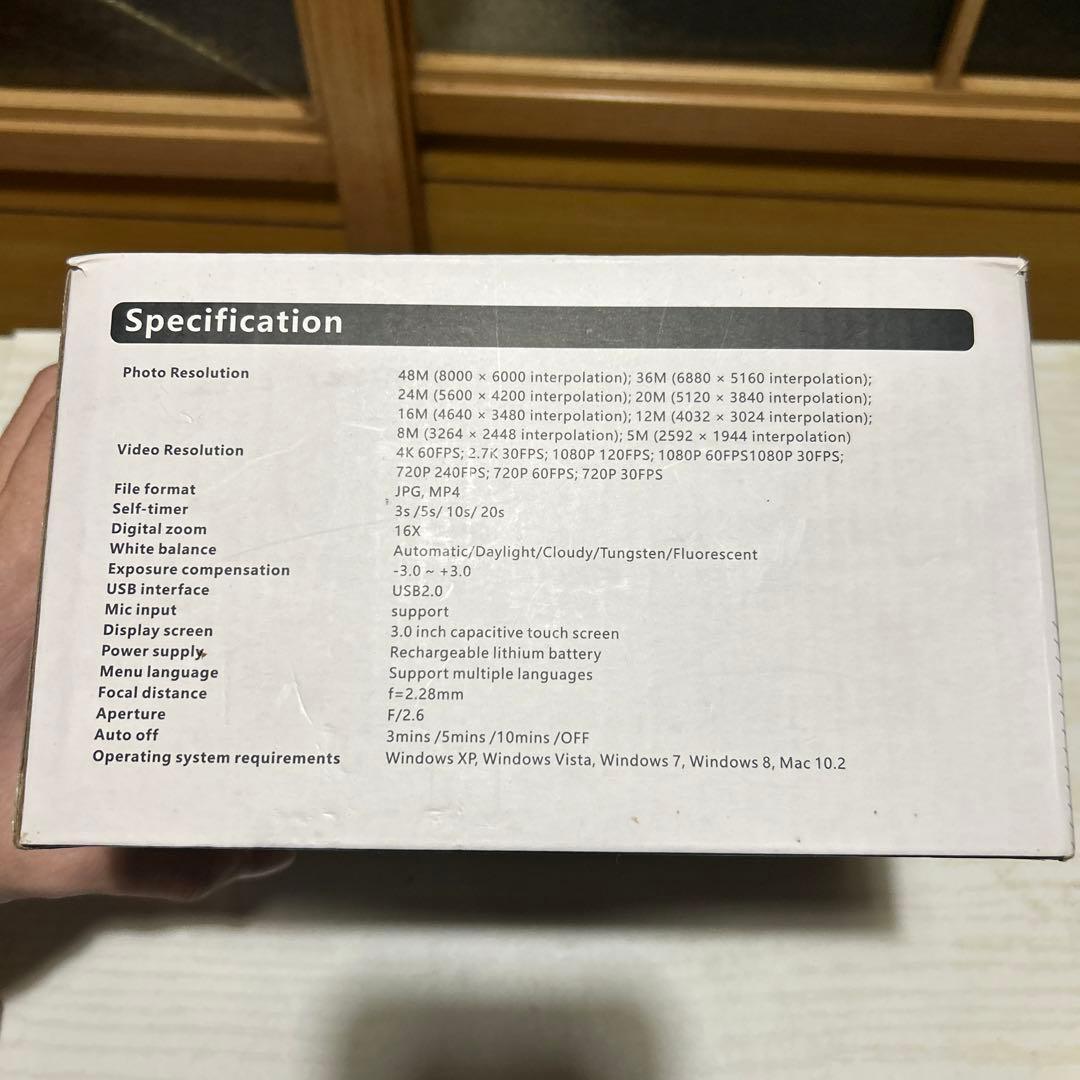 Specification
Photo Resolution 48M (8000 × 6000 interpolation); 36M (6880 × 5160 interpolation);
24M (5600 × 4200 interpolation); 20M (5120 × 3840 interpolation);
16M (4640 × 3480 interpolation); 12M (4032 × 3024 interpolation);
8M (3264 × 2448 interpolation); 5M (2592 × 1944 interpolation)
Video Resolution 4K 60FPS; 2.7K 30FPS; 1080P 120FPS; 1080P 60FPS1080P 30FPS;
720P 240FPS; 720P 60FPS; 720P 30FPS
File format JPG, MP4
Self-timer 3s /5s/ 10s/ 20s
Digital zoom 16X
White balance Automatic/Daylight/Cloudy/Tungsten/Fluorescent
Exposure compensation -3.0 ~ +3.0
USB interface USB2.0
Mic input support
Display screen 3.0 inch capacitive touch screen
Power supply Rechargeable lithium battery
Menu language Support multiple languages
Focal distance f=2.28mm
Aperture F/2.6
Auto off 3mins /5mins /10mins /OFF
Operating system requirements Windows XP, Windows Vista, Windows 7, Windows 8, Mac 10.2